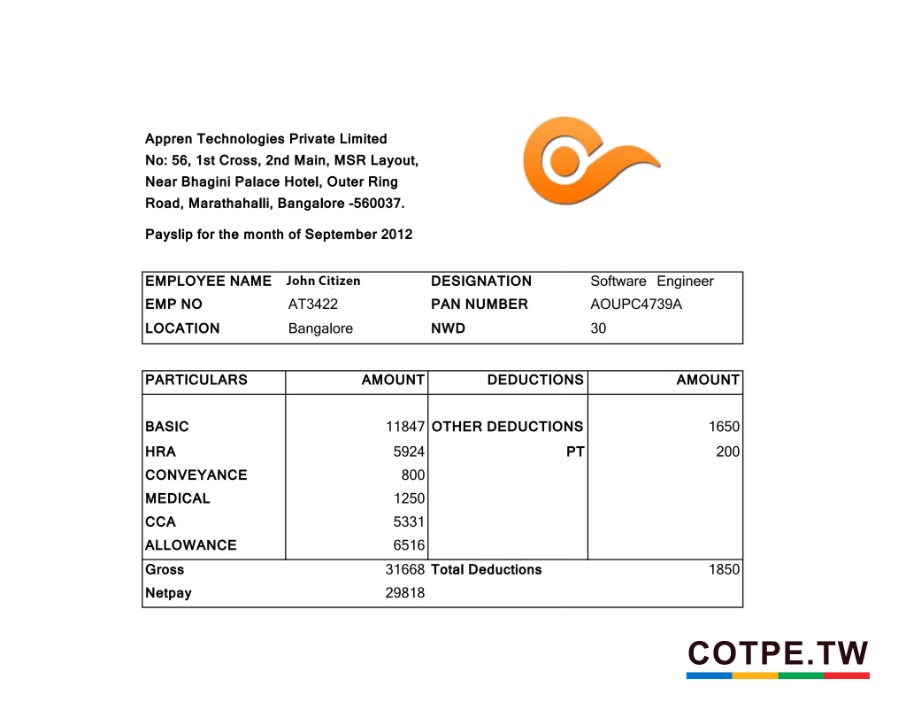 Appren Technologies Private Limited
No: 56, 1st Cross, 2nd Main, MSR Layout,
Near Bhagini Palace Hotel, Outer Ring
Road, Marathahalli, Bangalore -560037.
Payslip for the month of September 2012
EMPLOYEE NAME John Citizen DESIGNATION Software Engineer
EMP NO AT3422 PAN NUMBER AOUPC4739A
LOCATION Bangalore NWD 30
PARTICULARS AMOUNT DEDUCTIONS AMOUNT
BASIC 11847 OTHER DEDUCTIONS 1650
HRA 5924 PT 200
CONVEYANCE 800
MEDICAL 1250
CCA 5331
ALLOWANCE 6516
Gross 31668 Total Deductions 1850
Netpay 29818
COTPE.TW